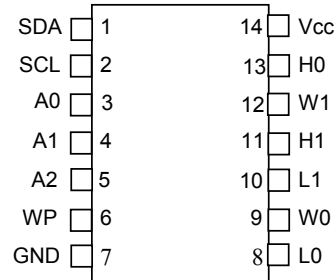 SDA 1 14 Vcc
SCL 2 13 H0
A0 3 12 W1
A1 4 11 H1
A2 5 10 L1
WP 6 9 W0
GND 7 8 L0